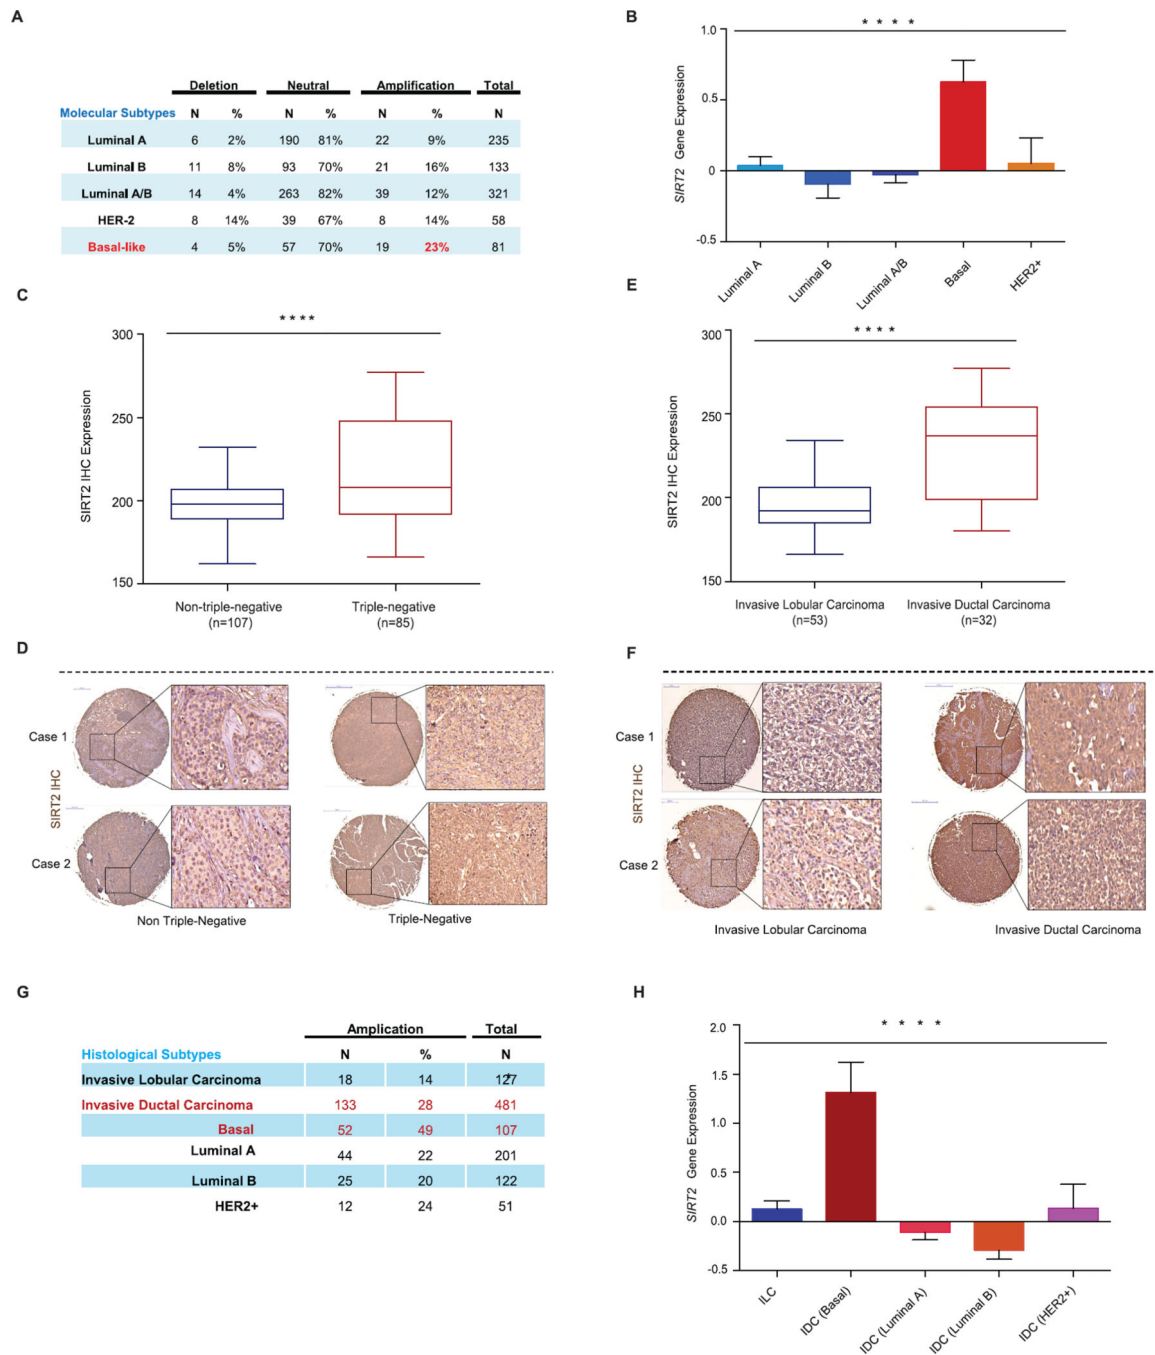 A
Deletion Neutral Amplification Total
Molecular Subtypes N % N % N % N
Luminal A 6 2% 190 81% 22 9% 235
Luminal B 11 8% 93 70% 21 16% 133
Luminal A/B 14 4% 263 82% 39 12% 321
HER-2 8 14% 39 67% 8 14% 58
Basal-like 4 5% 57 70% 19 23% 81
B
* * * *
SIRT2 Gene Expression
1.0
0.5
0
-0.5
Luminal A
Luminal B
Luminal A/B
Basal
HER2+
C
****
SIRT2 IHC Expression
300
250
200
150
Non-triple-negative
(n=107)
Triple-negative
(n=85)
E
****
SIRT2 IHC Expression
300
250
200
150
Invasive Lobular Carcinoma
(n=53)
Invasive Ductal Carcinoma
(n=32)
D
SIRT2 IHC
Case 1
Case 2
Non Triple-Negative
Triple-Negative
F
SIRT2 IHC
Case 1
Case 2
Invasive Lobular Carcinoma
Invasive Ductal Carcinoma
G
Amplication Total
Histological Subtypes N % N
Invasive Lobular Carcinoma 18 14 127
Invasive Ductal Carcinoma 133 28 481
Basal 52 49 107
Luminal A 44 22 201
Luminal B 25 20 122
HER2+ 12 24 51
H
* * * *
SIRT2 Gene Expression
2.0
1.5
1.0
0.5
0.0
-0.5
ILC
IDC (Basal)
IDC (Luminal A)
IDC (Luminal B)
IDC (HER2+)